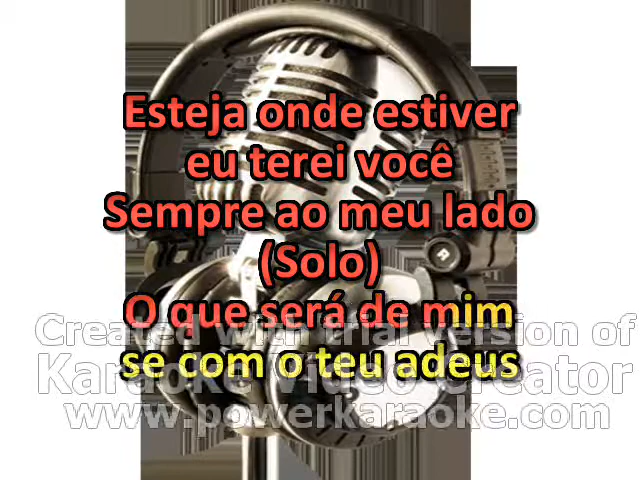 Esteja onde estiver
eu terei você
Sempre ao meu lado
(Solo)
O que será de mim
se com o teu adeus
Created with trial version of
Karaoke Video Creator
www.powerkaraoke.com
R